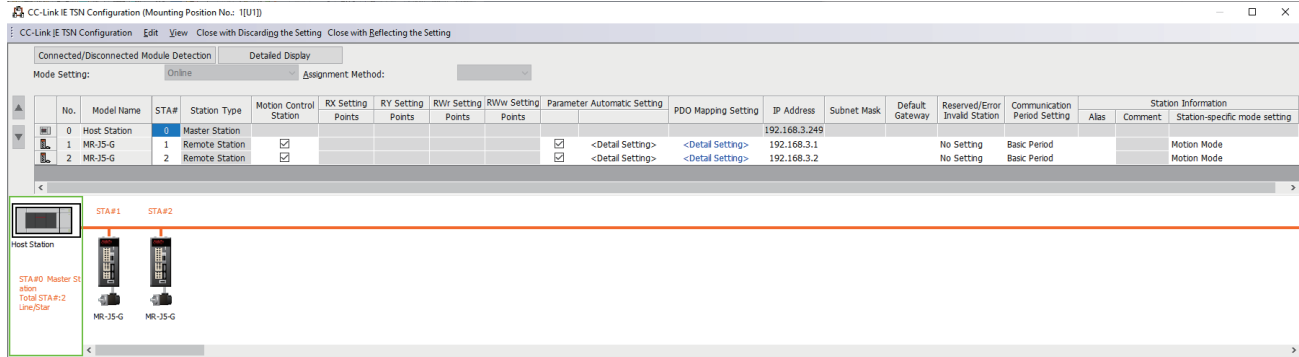 CC-Link IE TSN Configuration (Mounting Position No.: 1[U1])
CC-Link IE TSN Configuration Edit View Close with Discarding the Setting Close with Reflecting the Setting
Connected/Disconnected Module Detection Detailed Display
Mode Setting: Online Assignment Method:
No. Model Name STA# Station Type Motion Control Station RX Setting Points RY Setting Points RWr Setting Points RWw Setting Points Parameter Automatic Setting PDO Mapping Setting IP Address Subnet Mask Default Gateway Reserved/Error Invalid Station Communication Period Setting Station Information Alias Comment Station-specific mode setting
0 Host Station 0 Master Station 192.168.3.249
1 MR-J5-G 1 Remote Station <Detail Setting> <Detail Setting> 192.168.3.1 No Setting Basic Period Motion Mode
2 MR-J5-G 2 Remote Station <Detail Setting> <Detail Setting> 192.168.3.2 No Setting Basic Period Motion Mode
STA#1 STA#2
Host Station
STA#0 Master St
ation
Total STA#:2
Line/Star
MR-J5-G MR-J5-G